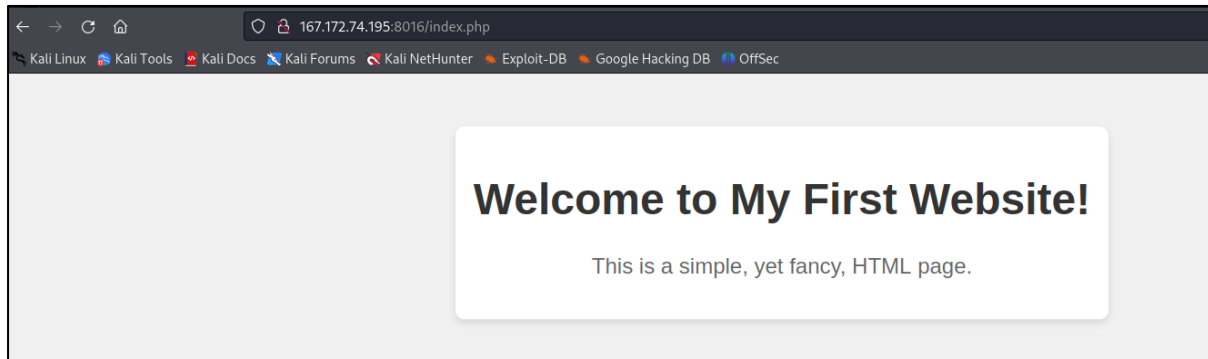 167.172.74.195:8016/index.php
Kali Linux Kali Tools Kali Docs Kali Forums Kali NetHunter Exploit-DB Google Hacking DB OffSec
Welcome to My First Website!
This is a simple, yet fancy, HTML page.